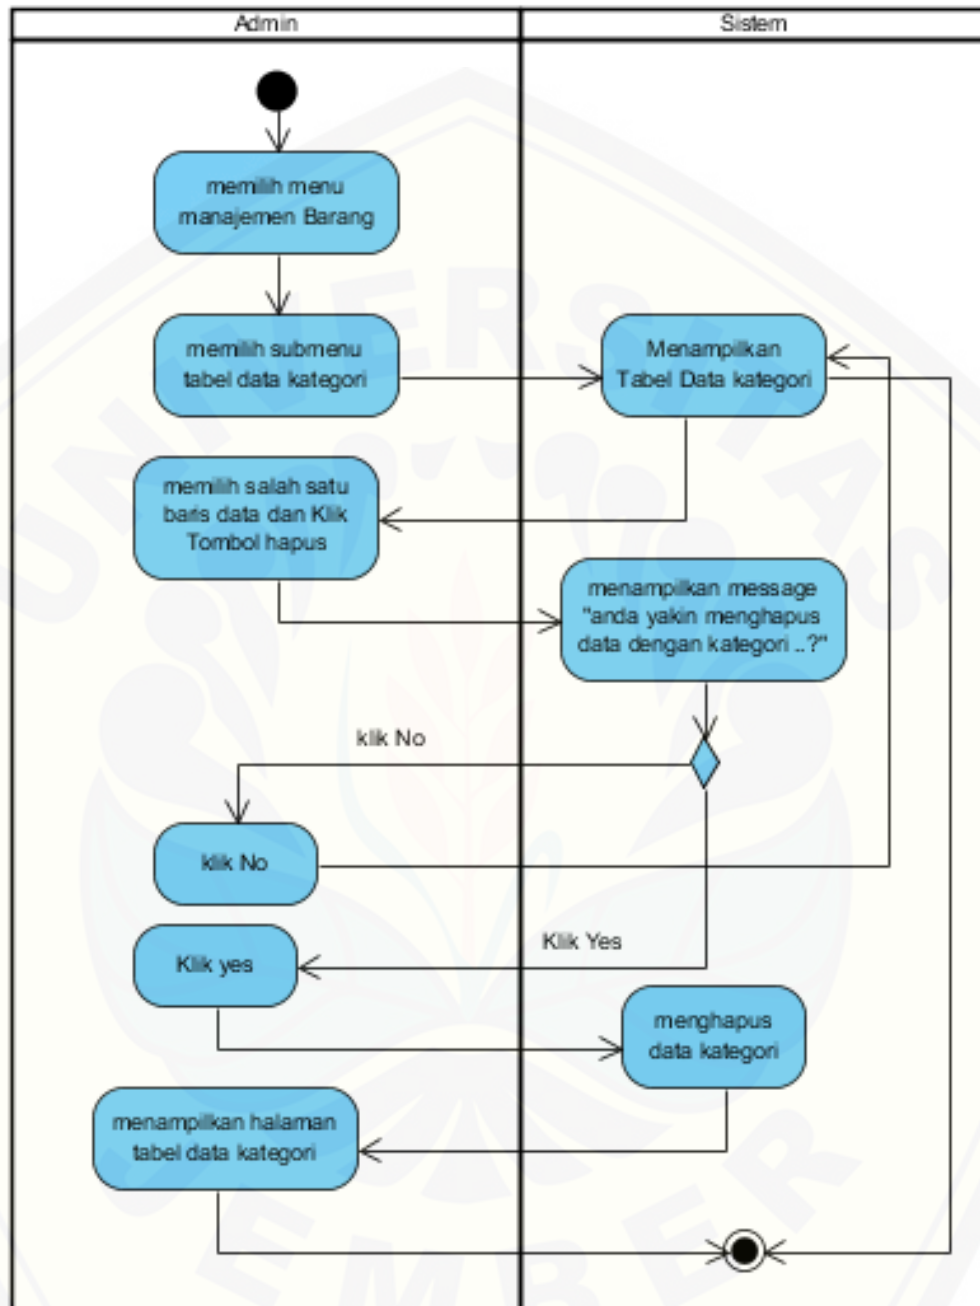 Admin
Sistem
memilih menu
manajemen Barang
memilih submenu
tabel data kategori
Menampilkan
Tabel Data kategori
memilih salah satu
baris data dan Klik
Tombol hapus
menampilkan message
"anda yakin menghapus
data dengan kategori ..?"
klik No
klik No
Klik Yes
Klik yes
menghapus
data kategori
menampilkan halaman
tabel data kategori
UNIVERSITAS
JEMBER